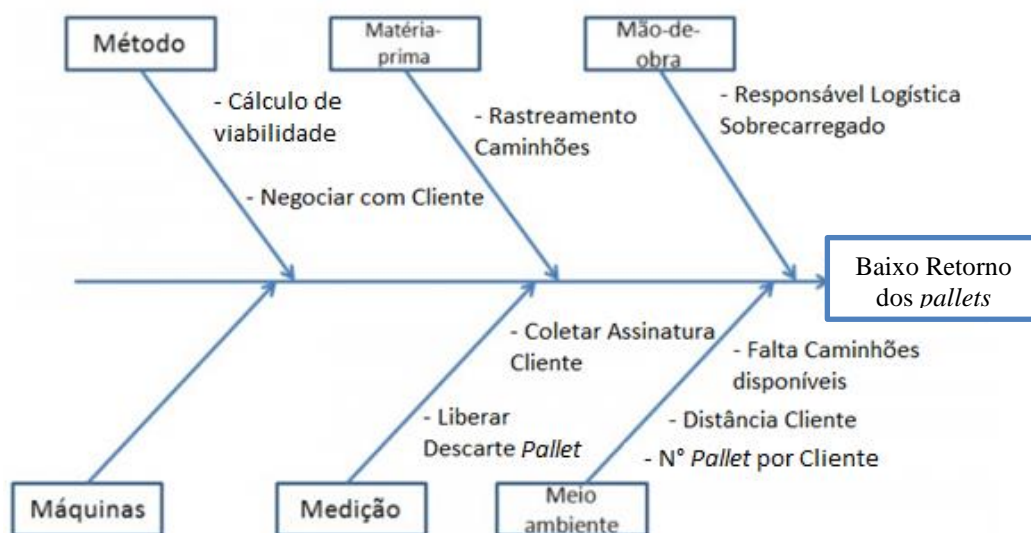 Método
Matéria-
prima
Mão-de-
obra
- Cálculo de
viabilidade
- Negociar com Cliente
- Rastreamento
Caminhões
- Responsável Logística
Sobrecarregado
Baixo Retorno
dos pallets
- Coletar Assinatura
Cliente
- Liberar
Descarte Pallet
- Falta Caminhões
disponíveis
- Distância Cliente
- N° Pallet por Cliente
Máquinas
Medição
Meio
ambiente